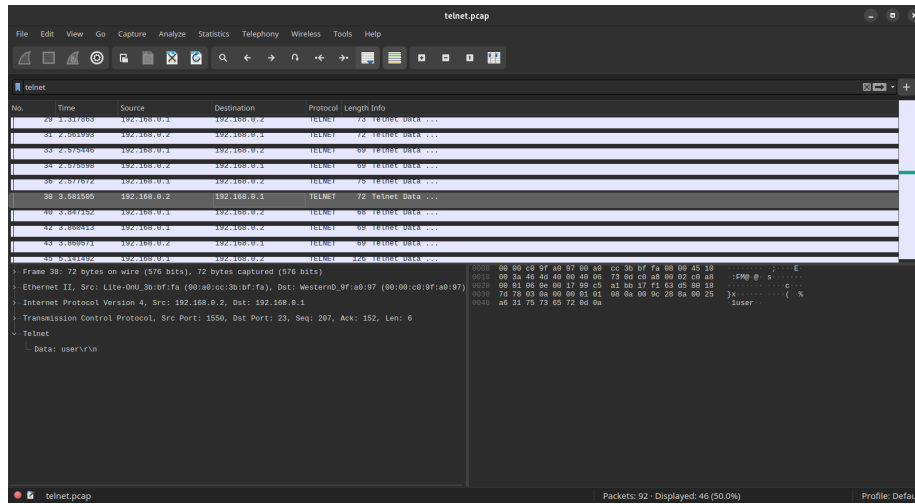 telnet.pcap
File Edit View Go Capture Analyze Statistics Telephony Wireless Tools Help
telnet
No. Time Source Destination Protocol Length Info
29 1.317863 192.168.0.1 192.168.0.2 TELNET 73 Telnet Data ...
31 2.561993 192.168.0.2 192.168.0.1 TELNET 72 Telnet Data ...
33 2.575446 192.168.0.2 192.168.0.1 TELNET 69 Telnet Data ...
34 2.575598 192.168.0.1 192.168.0.2 TELNET 69 Telnet Data ...
36 2.577672 192.168.0.1 192.168.0.2 TELNET 75 Telnet Data ...
38 3.581505 192.168.0.2 192.168.0.1 TELNET 72 Telnet Data ...
40 3.847152 192.168.0.1 192.168.0.2 TELNET 68 Telnet Data ...
42 3.860413 192.168.0.1 192.168.0.2 TELNET 69 Telnet Data ...
43 3.860571 192.168.0.2 192.168.0.1 TELNET 69 Telnet Data ...
45 5.141492 192.168.0.1 192.168.0.2 TELNET 126 Telnet Data ...
Frame 38: 72 bytes on wire (576 bits), 72 bytes captured (576 bits)
Ethernet II, Src: Lite-OnU_3b:bf:fa (00:a0:cc:3b:bf:fa), Dst: WesternD_9f:a0:97 (00:00:c0:9f:a0:97)
Internet Protocol Version 4, Src: 192.168.0.2, Dst: 192.168.0.1
Transmission Control Protocol, Src Port: 1550, Dst Port: 23, Seq: 207, Ack: 152, Len: 6
Telnet
Data: user\r\n
0000 00 00 c0 9f a0 97 00 a0 cc 3b bf fa 08 00 45 10 ·········;····E·
0010 00 3a 46 4d 40 00 40 06 73 0d c0 a8 00 02 c0 a8 ·:FM@·@·s·······
0020 00 01 06 0e 00 17 99 c5 a1 bb 17 f1 63 d5 80 18 ············c···
0030 7d 78 03 0a 00 00 01 01 08 0a 00 9c 28 8a 00 25 }x··········(··%
0040 a6 31 75 73 65 72 0d 0a ·1user··
telnet.pcap
Packets: 92 · Displayed: 46 (50.0%)
Profile: Defau